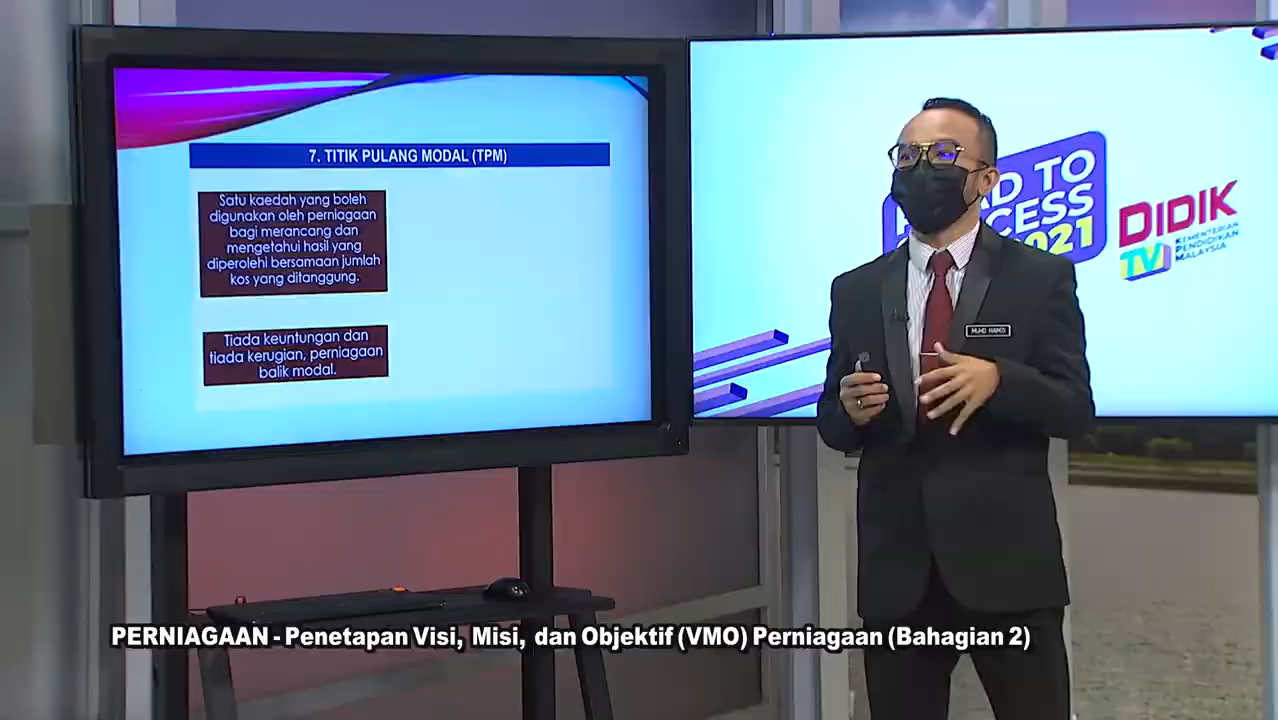 7. TITIK PULANG MODAL (TPM)
Satu kaedah yang boleh
digunakan oleh perniagaan
bagi merancang dan
mengetahui hasil yang
diperolehi bersamaan jumlah
kos yang ditanggung.
Tiada keuntungan dan
tiada kerugian, perniagaan
balik modal.
TO
2021
DIDIK
TV
KEMENTERIAN
PENDIDIKAN
MALAYSIA
MUHD HAMZI
PERNIAGAAN - Penetapan Visi, Misi, dan Objektif (VMO) Perniagaan (Bahagian 2)